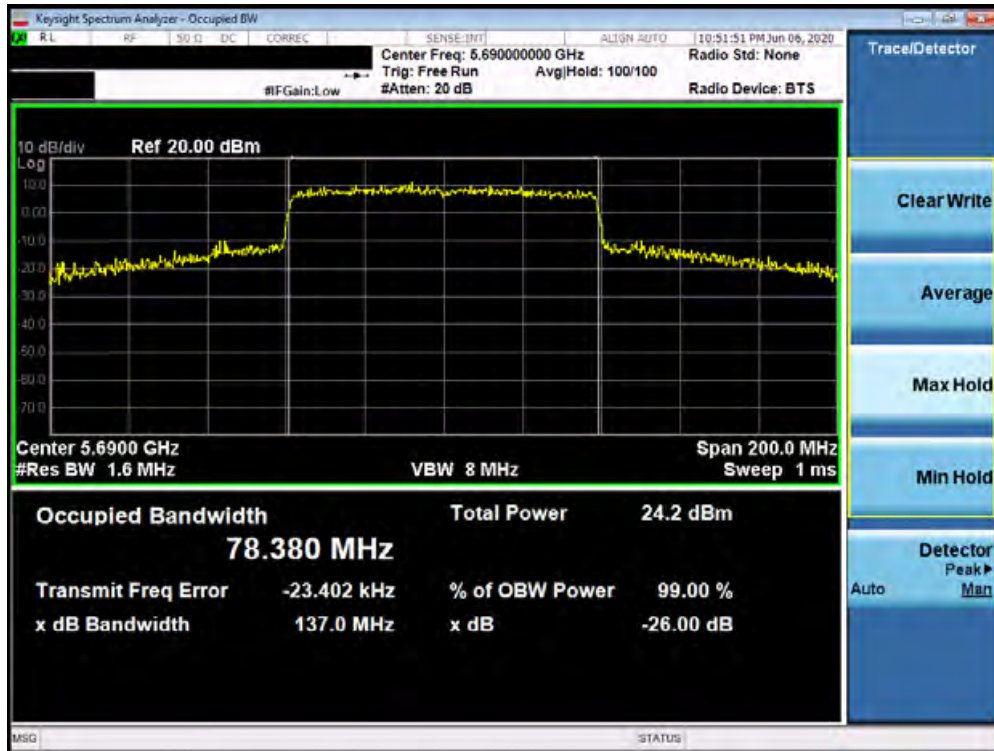 Keysight Spectrum Analyzer - Occupied BW
RL RF 50 Ω DC CORREC SENSE:INT ALIGN AUTO 10:51:51 PM Jun 06, 2020
Center Freq: 5.690000000 GHz Radio Std: None
Trig: Free Run Avg|Hold: 100/100
#IFGain:Low #Atten: 20 dB Radio Device: BTS
Trace/Detector
10 dB/div Ref 20.00 dBm
Log
10.0
0.00
-10.0
-20.0
-30.0
-40.0
-50.0
-60.0
-70.0
Center 5.6900 GHz Span 200.0 MHz
#Res BW 1.6 MHz VBW 8 MHz Sweep 1 ms
Occupied Bandwidth Total Power 24.2 dBm
78.380 MHz
Transmit Freq Error -23.402 kHz % of OBW Power 99.00 %
x dB Bandwidth 137.0 MHz x dB -26.00 dB
Clear Write
Average
Max Hold
Min Hold
Detector
Peak▶
Auto Man
MSG STATUS